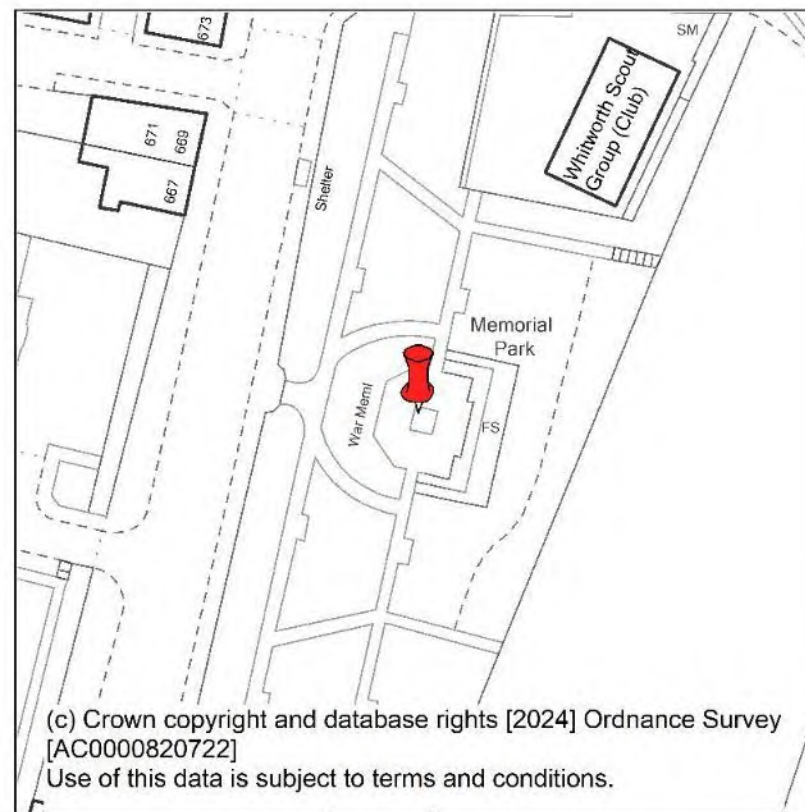 673
SM
Whitworth Scout
Group (Club)
671
669
667
Shelter
Memorial
Park
War Meml
FS
(c) Crown copyright and database rights [2024] Ordnance Survey
[AC0000820722]
Use of this data is subject to terms and conditions.